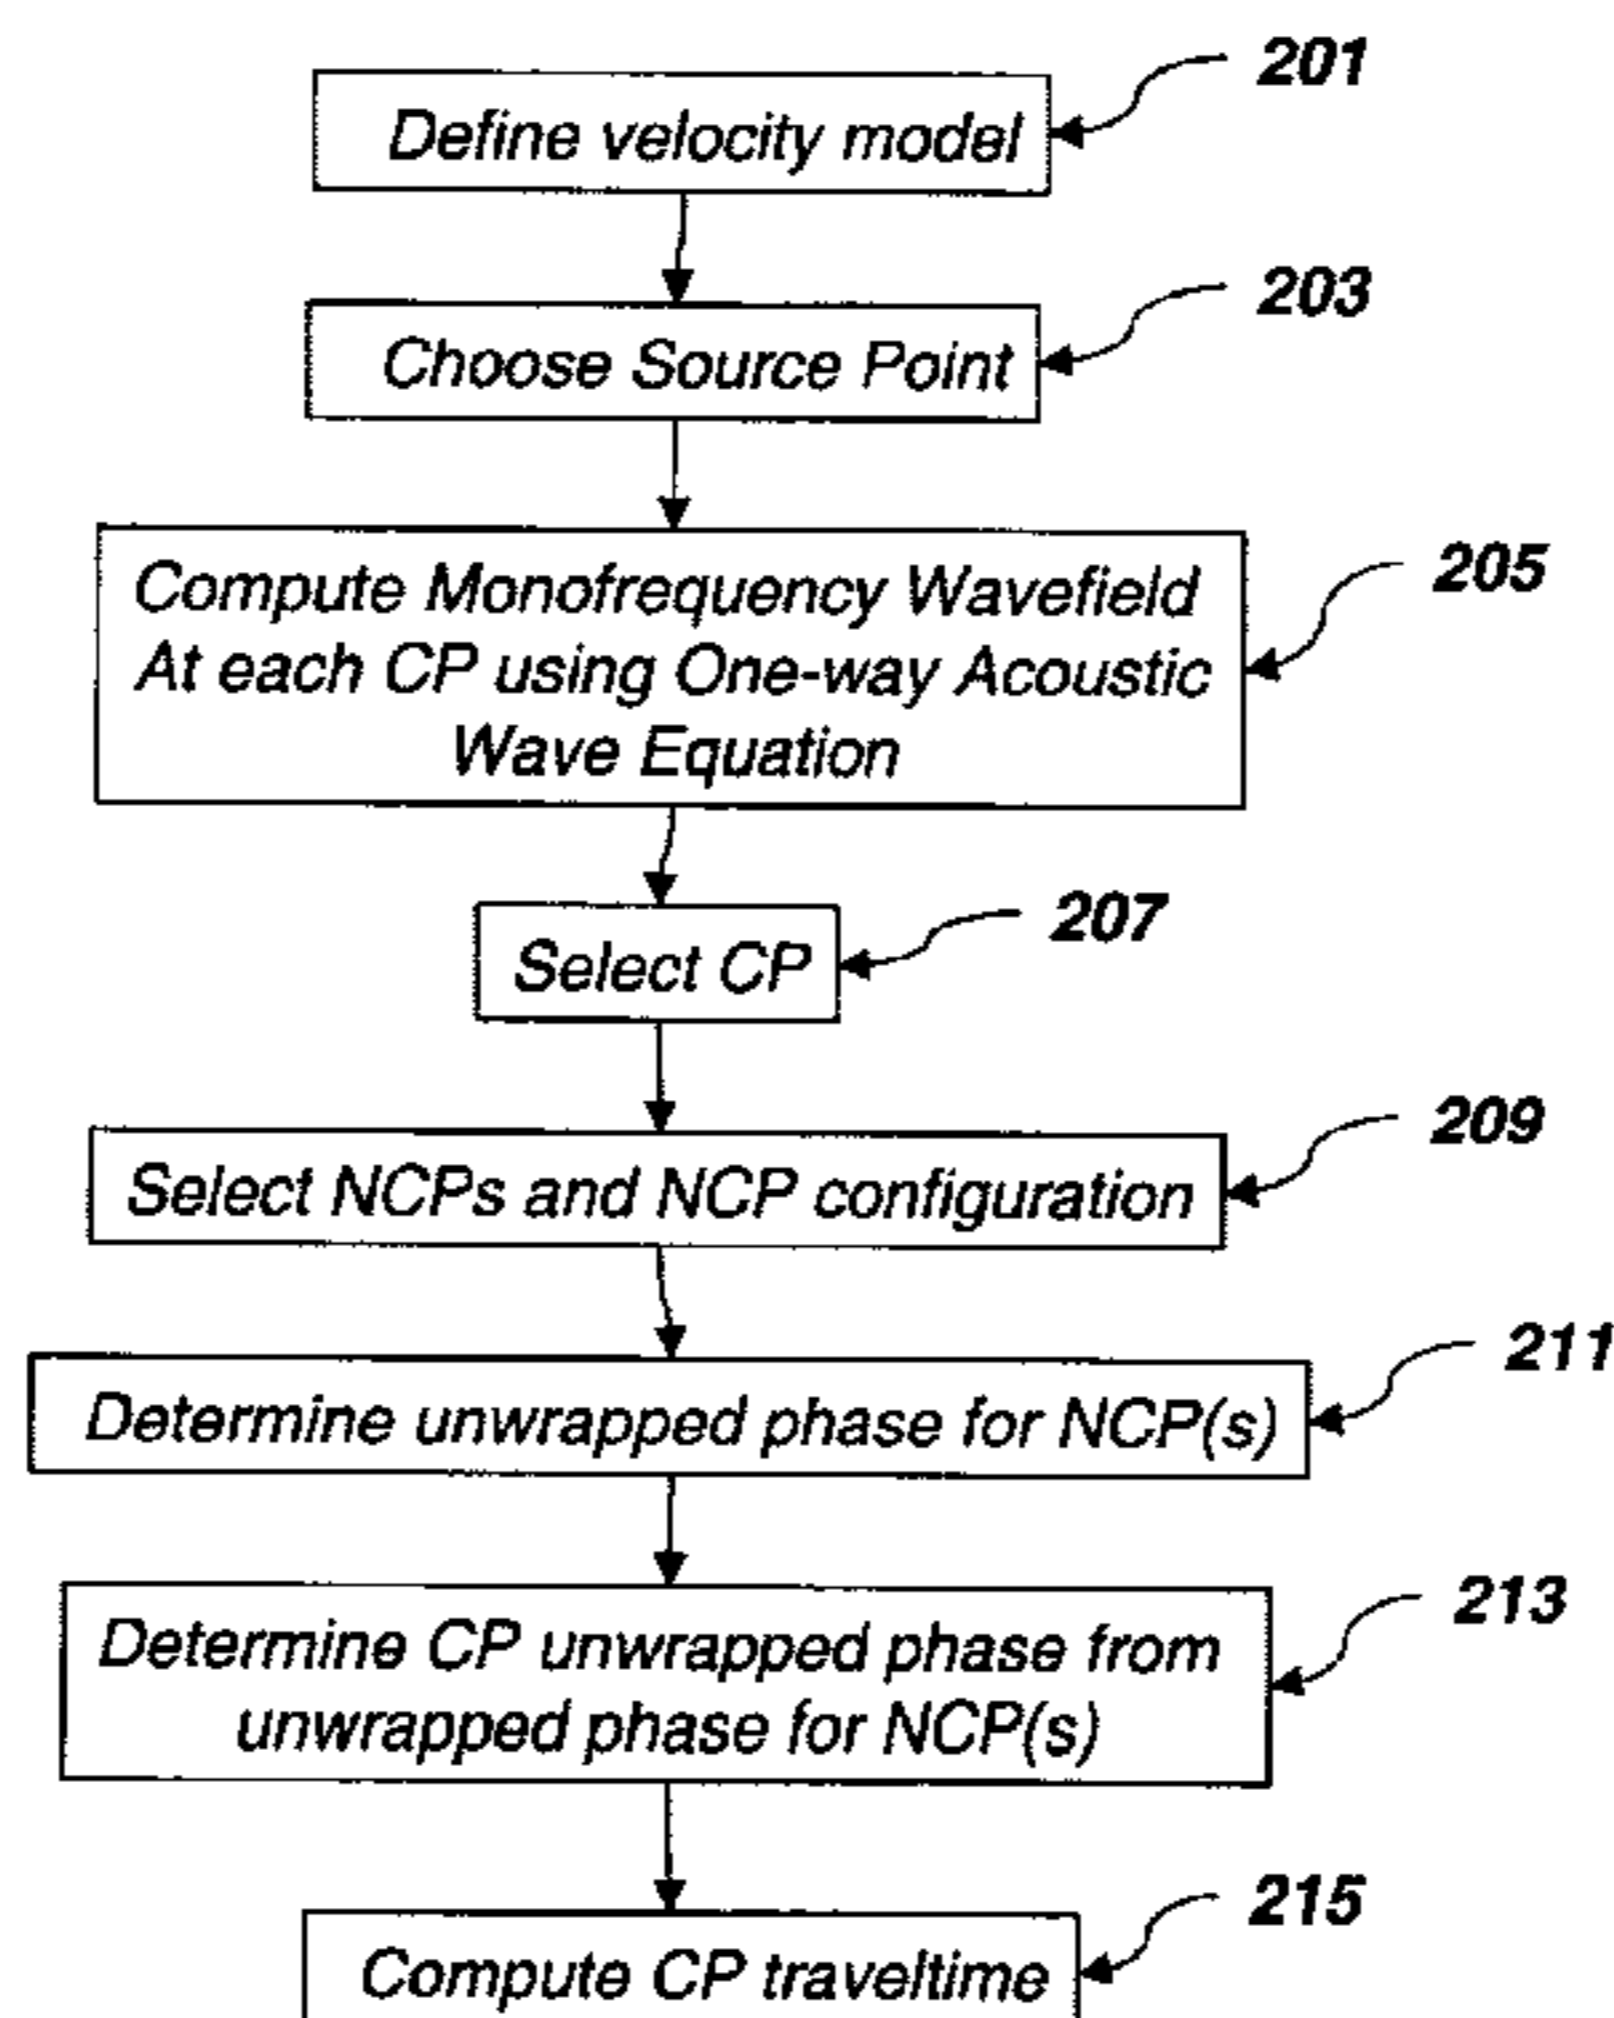 201
Define velocity model
203
Choose Source Point
205
Compute Monofrequency Wavefield
At each CP using One-way Acoustic
Wave Equation
207
Select CP
209
Select NCPs and NCP configuration
211
Determine unwrapped phase for NCP(s)
213
Determine CP unwrapped phase from
unwrapped phase for NCP(s)
215
Compute CP traveltime